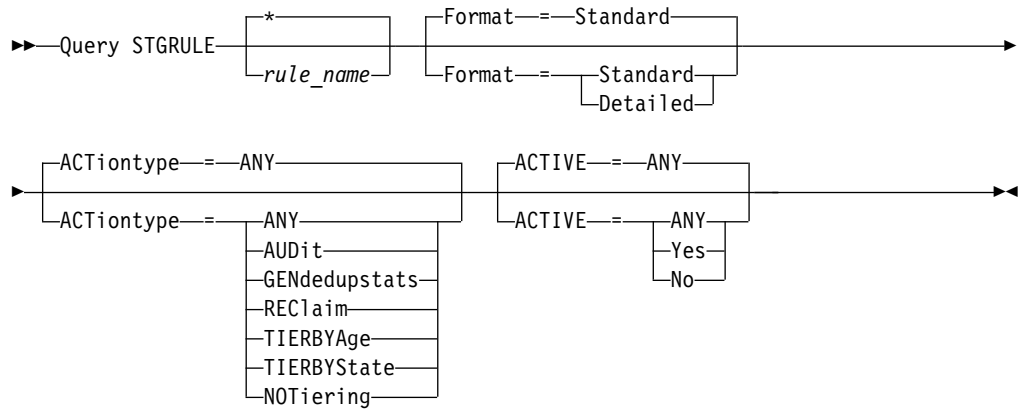 * Format = Standard
Query STGRULE
rule_name Format = Standard
Detailed
ACTiontype = ANY ACTIVE = ANY
ACTiontype = ANY ACTIVE = ANY
AUDit Yes
GENdedupstats No
REClaim
TIERBYAge
TIERBYState
NOTiering